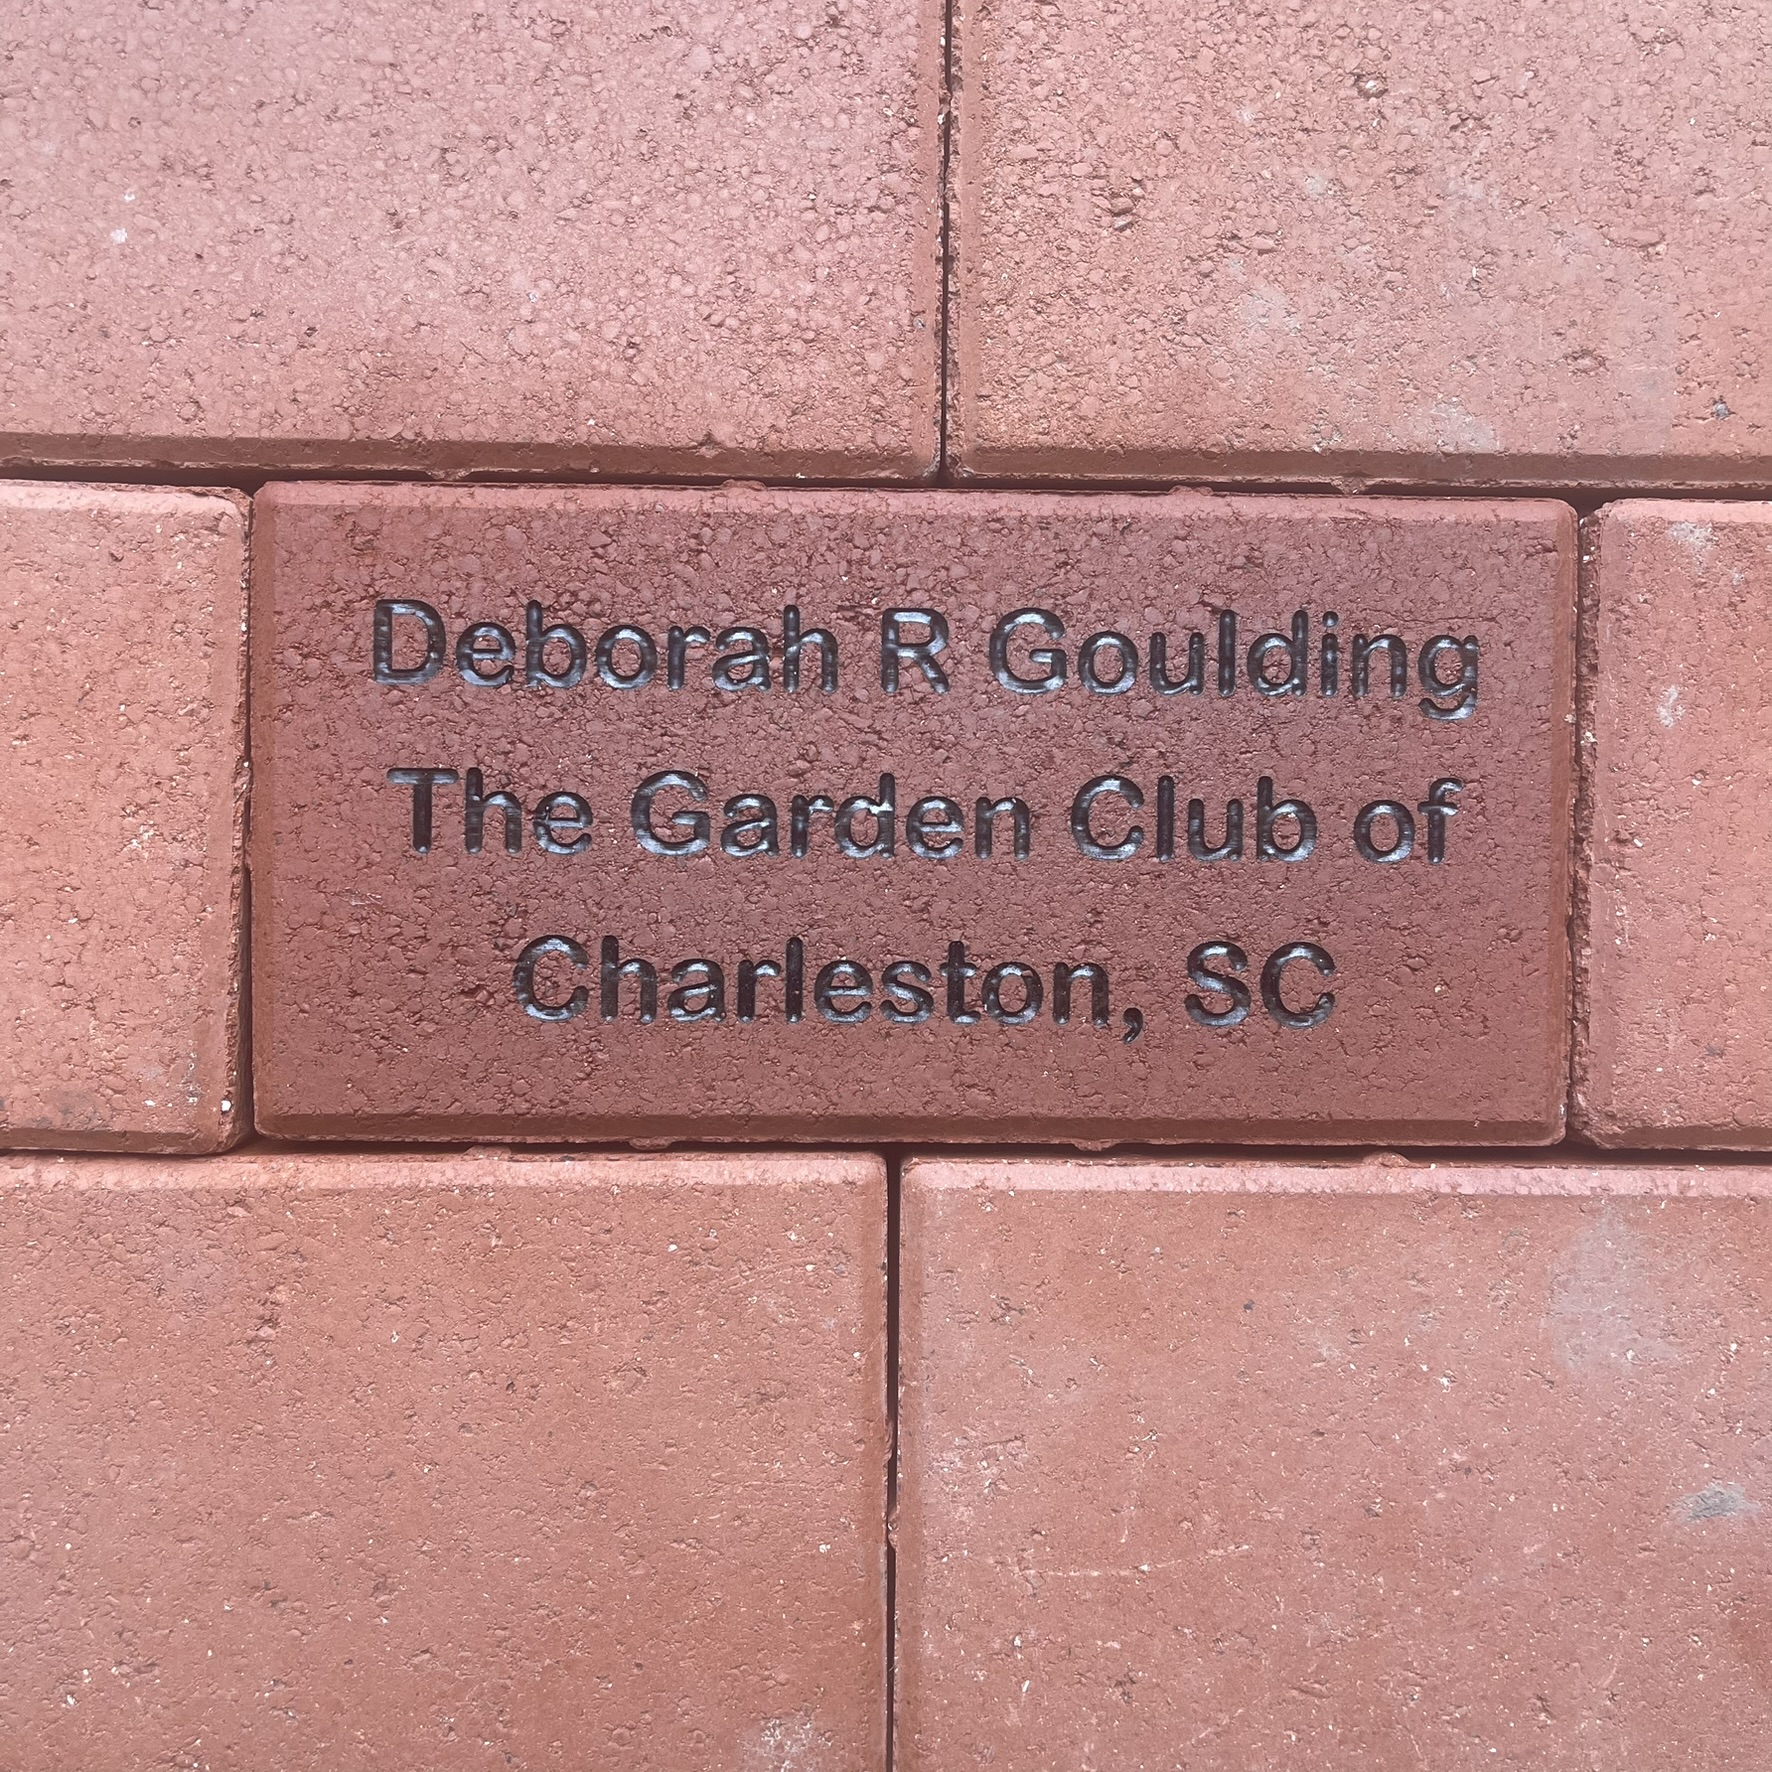 Deborah R Goulding
The Garden Club of
Charleston, SC